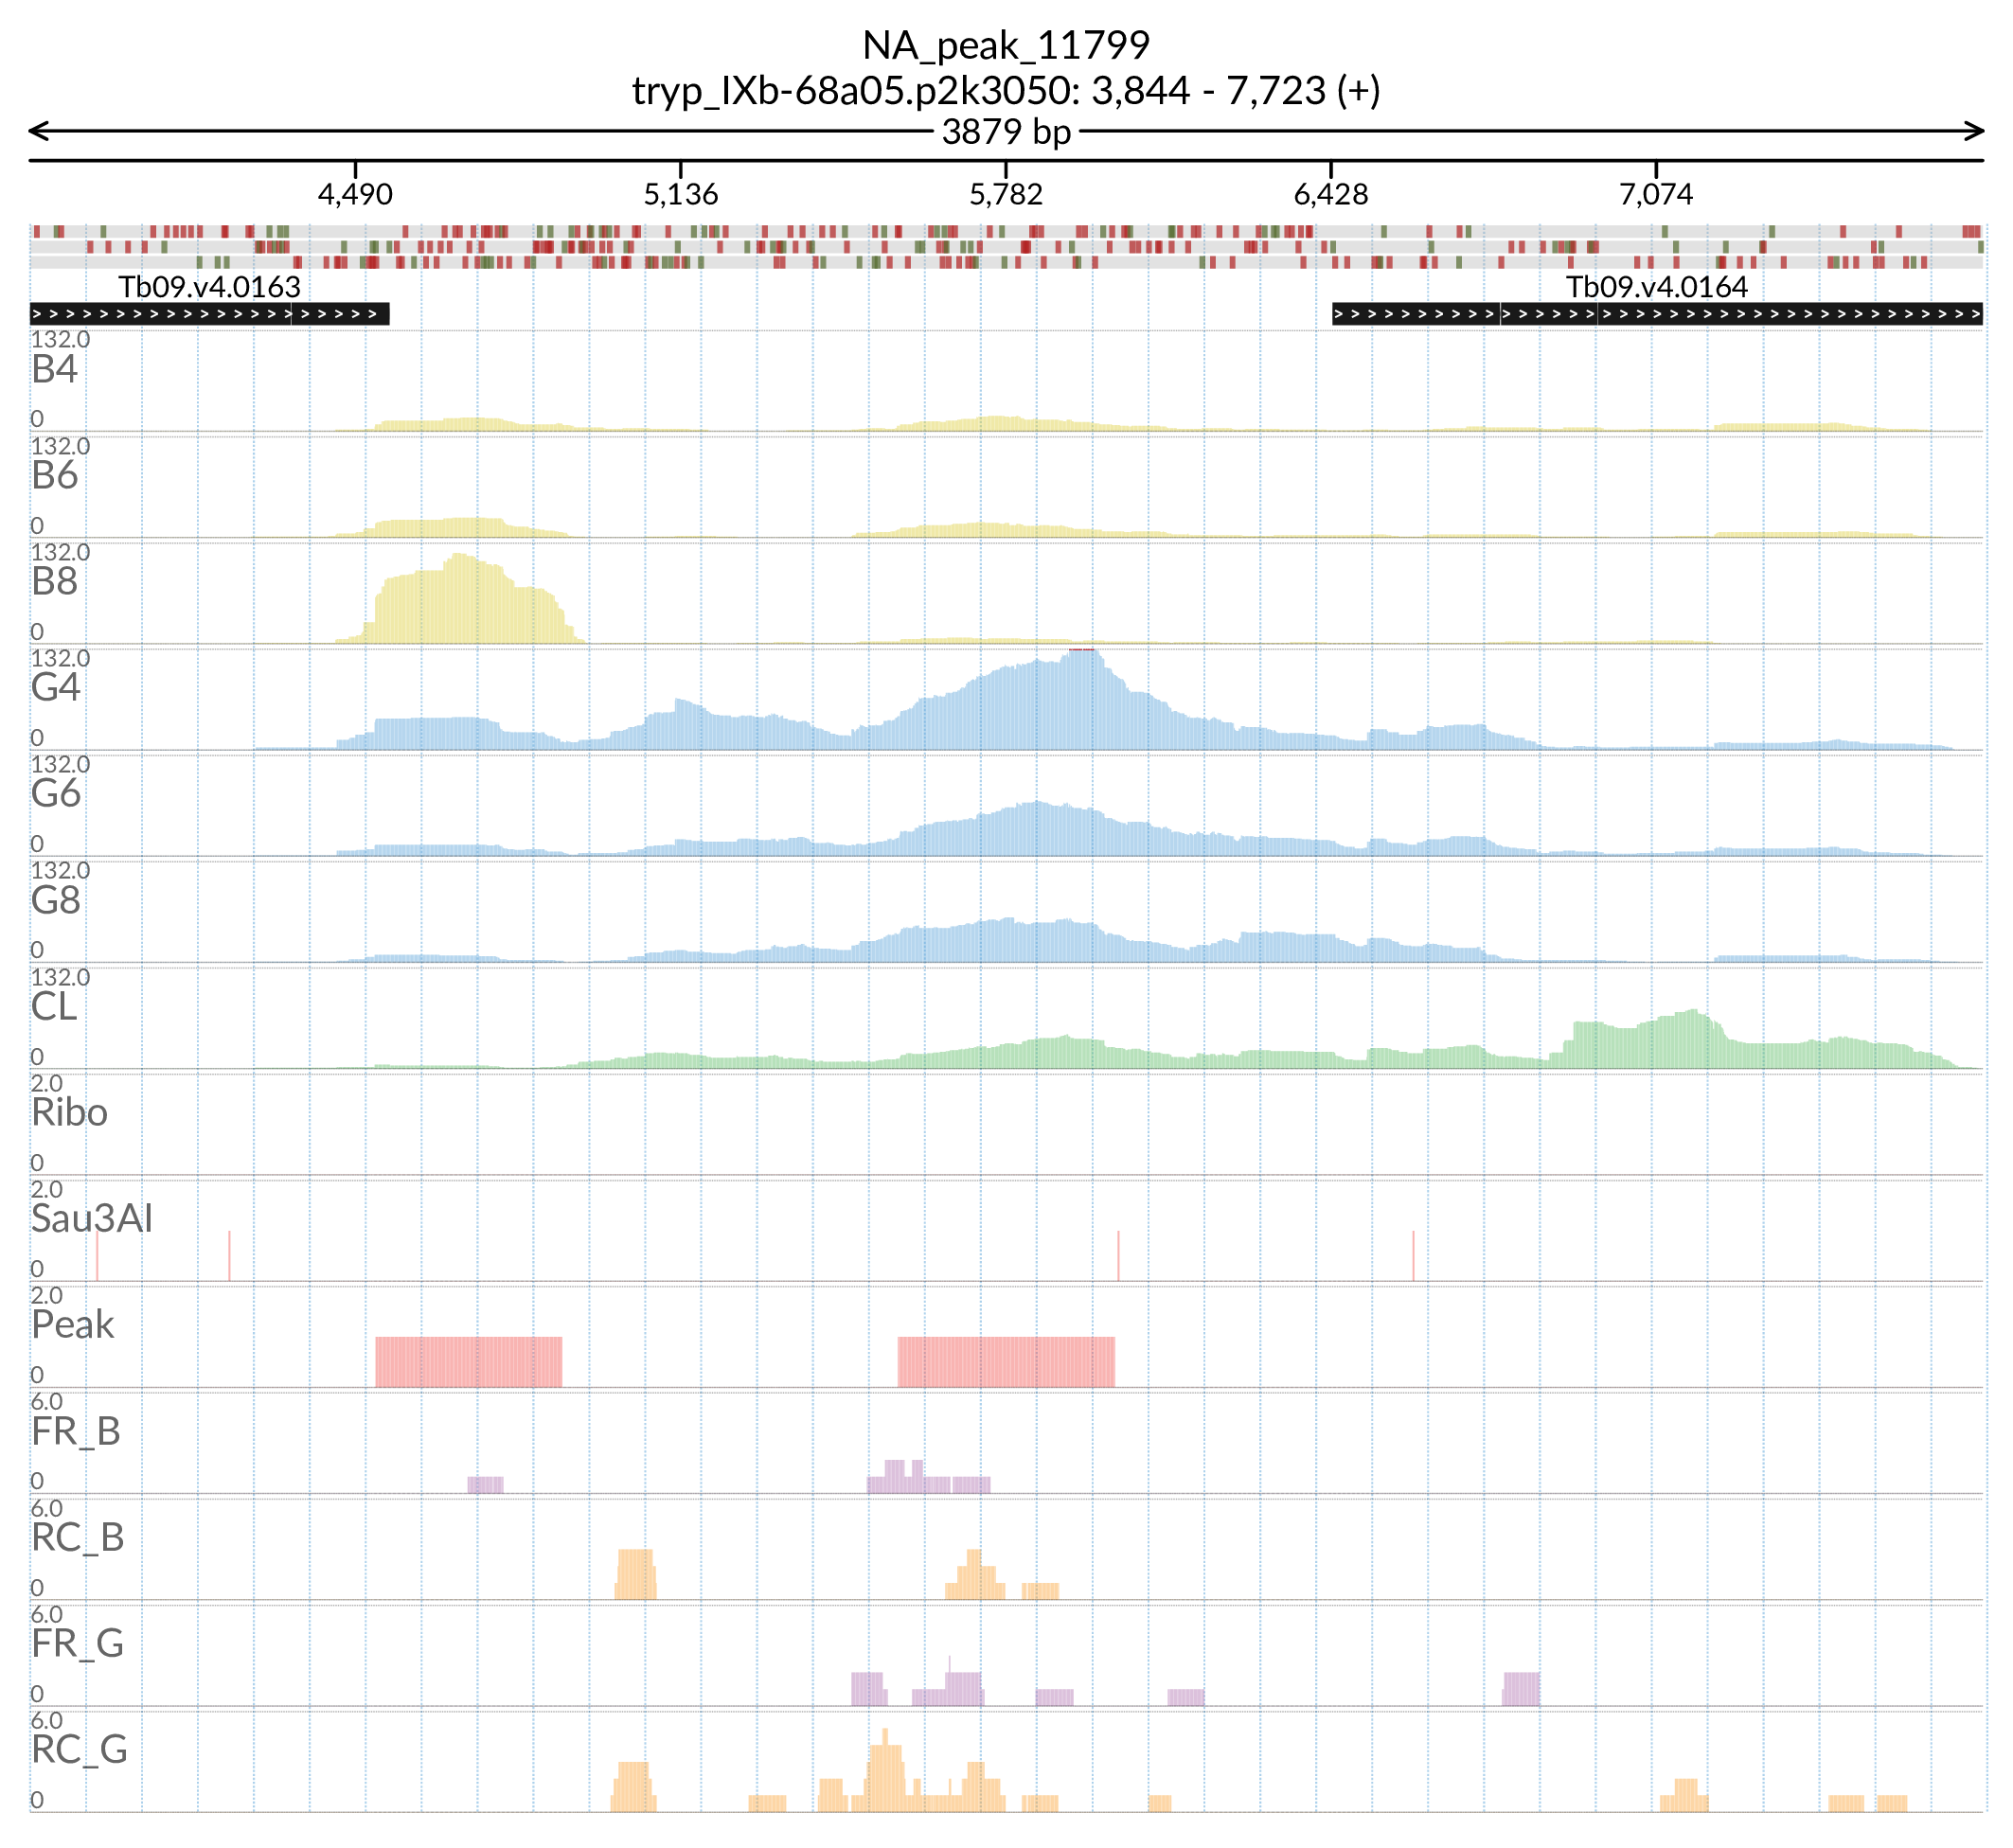 NA_peak_11799
tryp_IXb-68a05.p2k3050: 3,844 - 7,723 (+)
3879 bp
4,490 5,136 5,782 6,428 7,074
Tb09.v4.0163 Tb09.v4.0164
132.0
B4
0
132.0
B6
0
132.0
B8
0
132.0
G4
0
132.0
G6
0
132.0
G8
0
132.0
CL
0
2.0
Ribo
0
2.0
Sau3AI
0
2.0
Peak
0
6.0
FR_B
0
6.0
RC_B
0
6.0
FR_G
0
6.0
RC_G
0